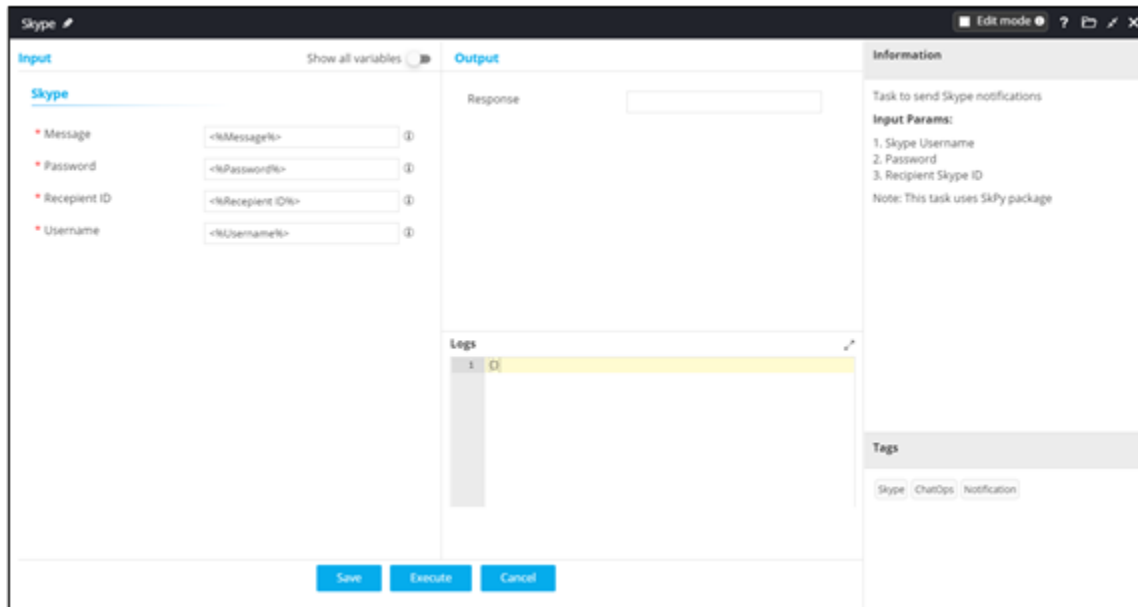 Skype
Edit mode
?
Input
Show all variables
Skype
* Message
<%Message%>
* Password
<%Password%>
* Recepient ID
<%Recepient ID%>
* Username
<%Username%>
Output
Response
Logs
1 {}
Information
Task to send Skype notifications
Input Params:
1. Skype Username
2. Password
3. Recipient Skype ID
Note: This task uses SkPy package
Tags
Skype ChatOps Notification
Save Execute Cancel